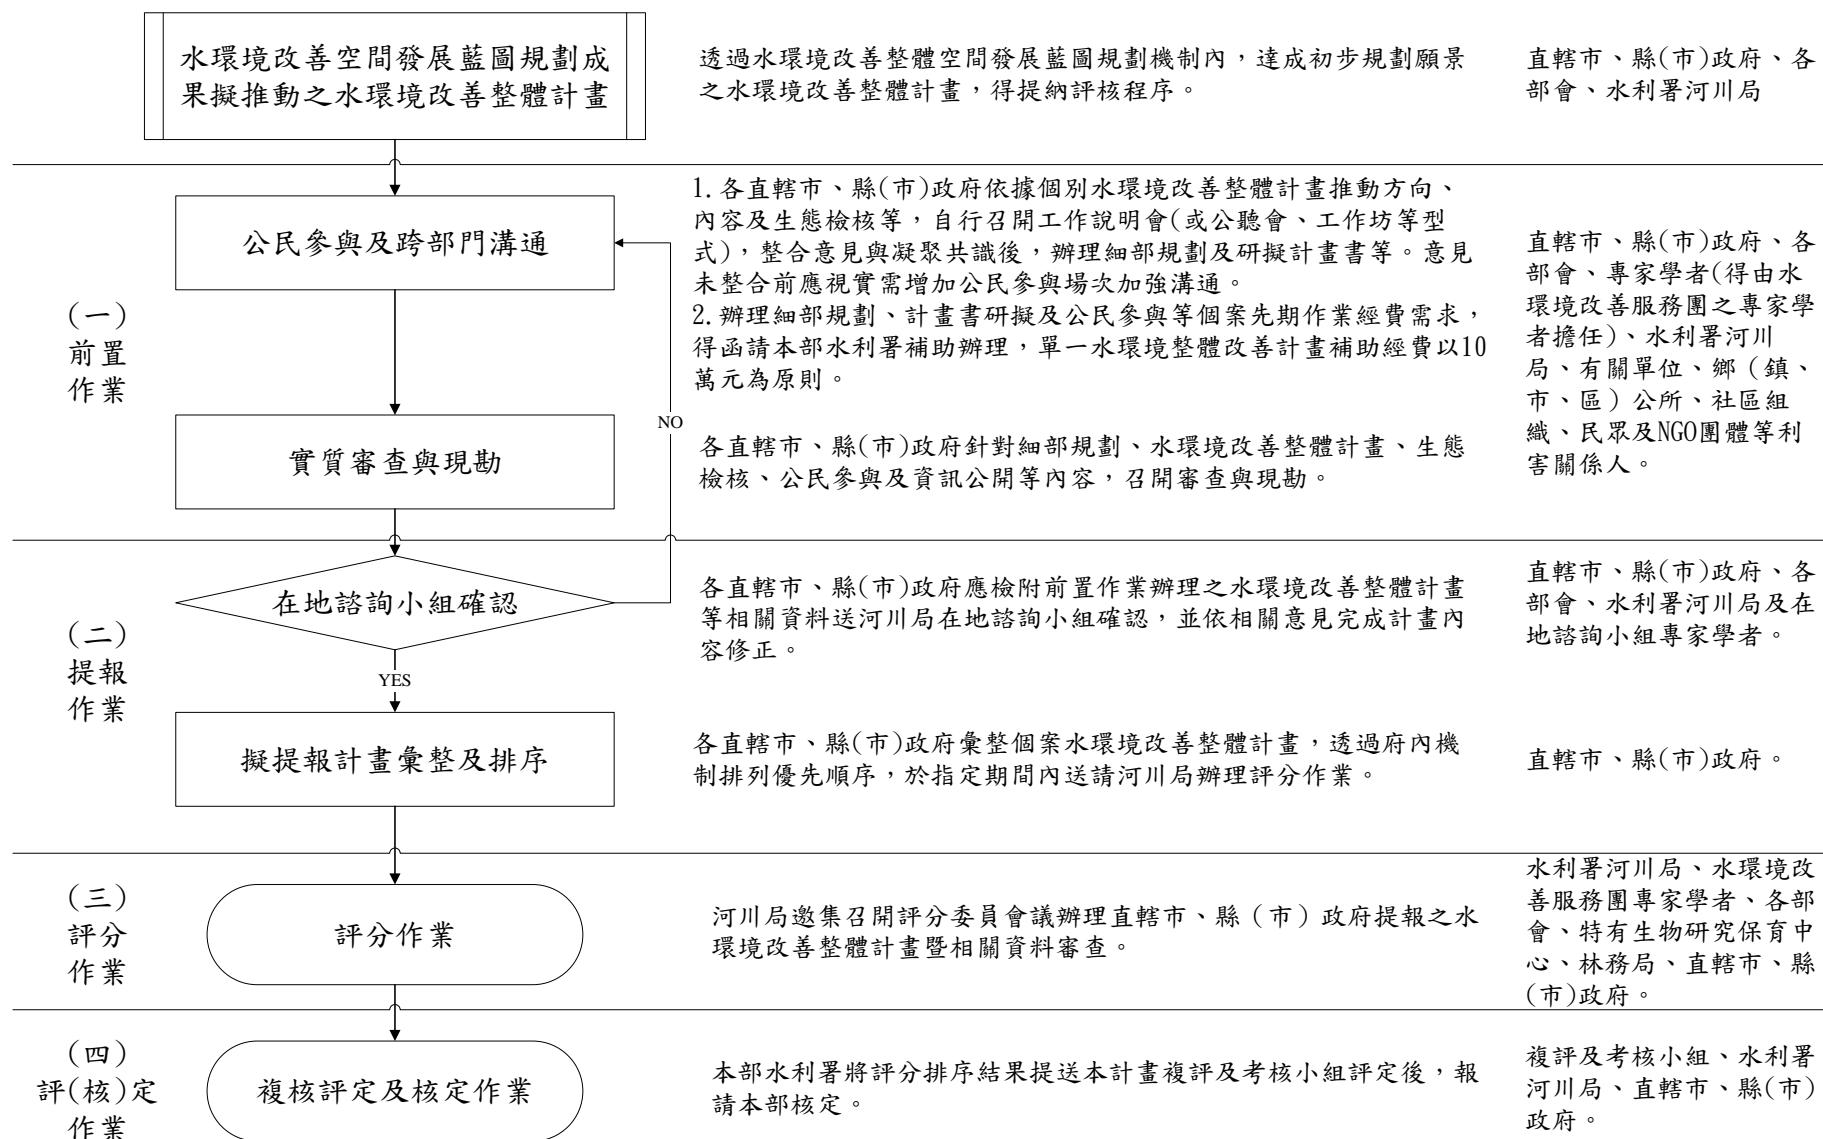 水環境改善空間發展藍圖規劃成
果擬推動之水環境改善整體計畫
透過水環境改善整體空間發展藍圖規劃機制內，達成初步規劃願景
之水環境改善整體計畫，得提納評核程序。
直轄市、縣(市)政府、各
部會、水利署河川局
(一)
前置
作業
公民參與及跨部門溝通
1.各直轄市、縣(市)政府依據個別水環境改善整體計畫推動方向、
內容及生態檢核等，自行召開工作說明會(或公聽會、工作坊等型
式)，整合意見與凝聚共識後，辦理細部規劃及研擬計畫書等。意見
未整合前應視實需增加公民參與場次加強溝通。
2.辦理細部規劃、計畫書研擬及公民參與等個案先期作業經費需求，
得函請本部水利署補助辦理，單一水環境整體改善計畫補助經費以10
萬元為原則。
直轄市、縣(市)政府、各
部會、專家學者(得由水
環境改善服務團之專家學
者擔任)、水利署河川
局、有關單位、鄉（鎮、
市、區）公所、社區組
織、民眾及NGO團體等利
害關係人。
NO
實質審查與現勘
各直轄市、縣(市)政府針對細部規劃、水環境改善整體計畫、生態
檢核、公民參與及資訊公開等內容，召開審查與現勘。
(二)
提報
作業
在地諮詢小組確認
各直轄市、縣(市)政府應檢附前置作業辦理之水環境改善整體計畫
等相關資料送河川局在地諮詢小組確認，並依相關意見完成計畫內
容修正。
直轄市、縣(市)政府、各
部會、水利署河川局及在
地諮詢小組專家學者。
YES
擬提報計畫彙整及排序
各直轄市、縣(市)政府彙整個案水環境改善整體計畫，透過府內機
制排列優先順序，於指定期間內送請河川局辦理評分作業。
直轄市、縣(市)政府。
(三)
評分
作業
評分作業
河川局邀集召開評分委員會議辦理直轄市、縣（市）政府提報之水
環境改善整體計畫暨相關資料審查。
水利署河川局、水環境改
善服務團專家學者、各部
會、特有生物研究保育中
心、林務局、直轄市、縣
(市)政府。
(四)
評(核)定
作業
複核評定及核定作業
本部水利署將評分排序結果提送本計畫複評及考核小組評定後，報
請本部核定。
複評及考核小組、水利署
河川局、直轄市、縣(市)
政府。